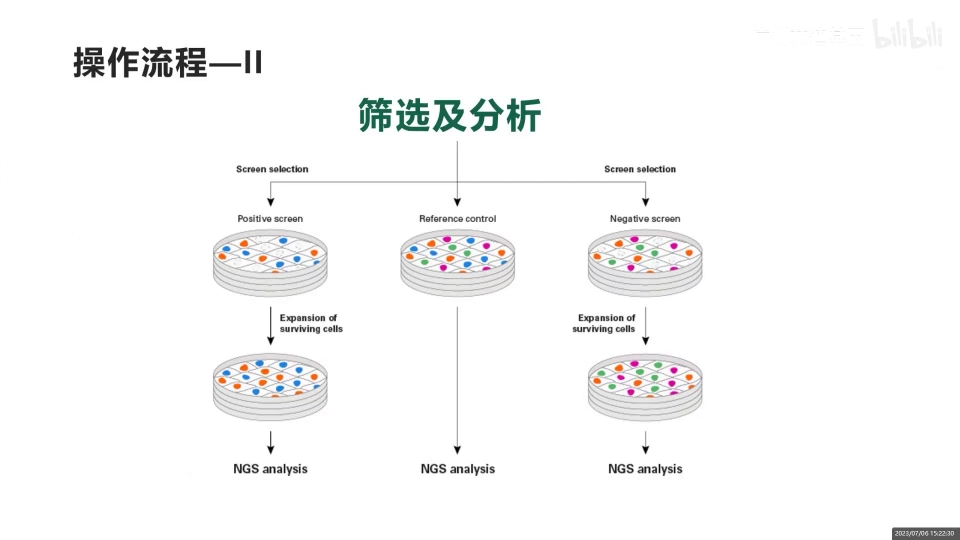 bilibili
操作流程—II
筛选及分析
Screen selection
Screen selection
Positive screen
Reference control
Negative screen
Expansion of
surviving cells
Expansion of
surviving cells
NGS analysis
NGS analysis
NGS analysis
2023/07/06 15:22:30